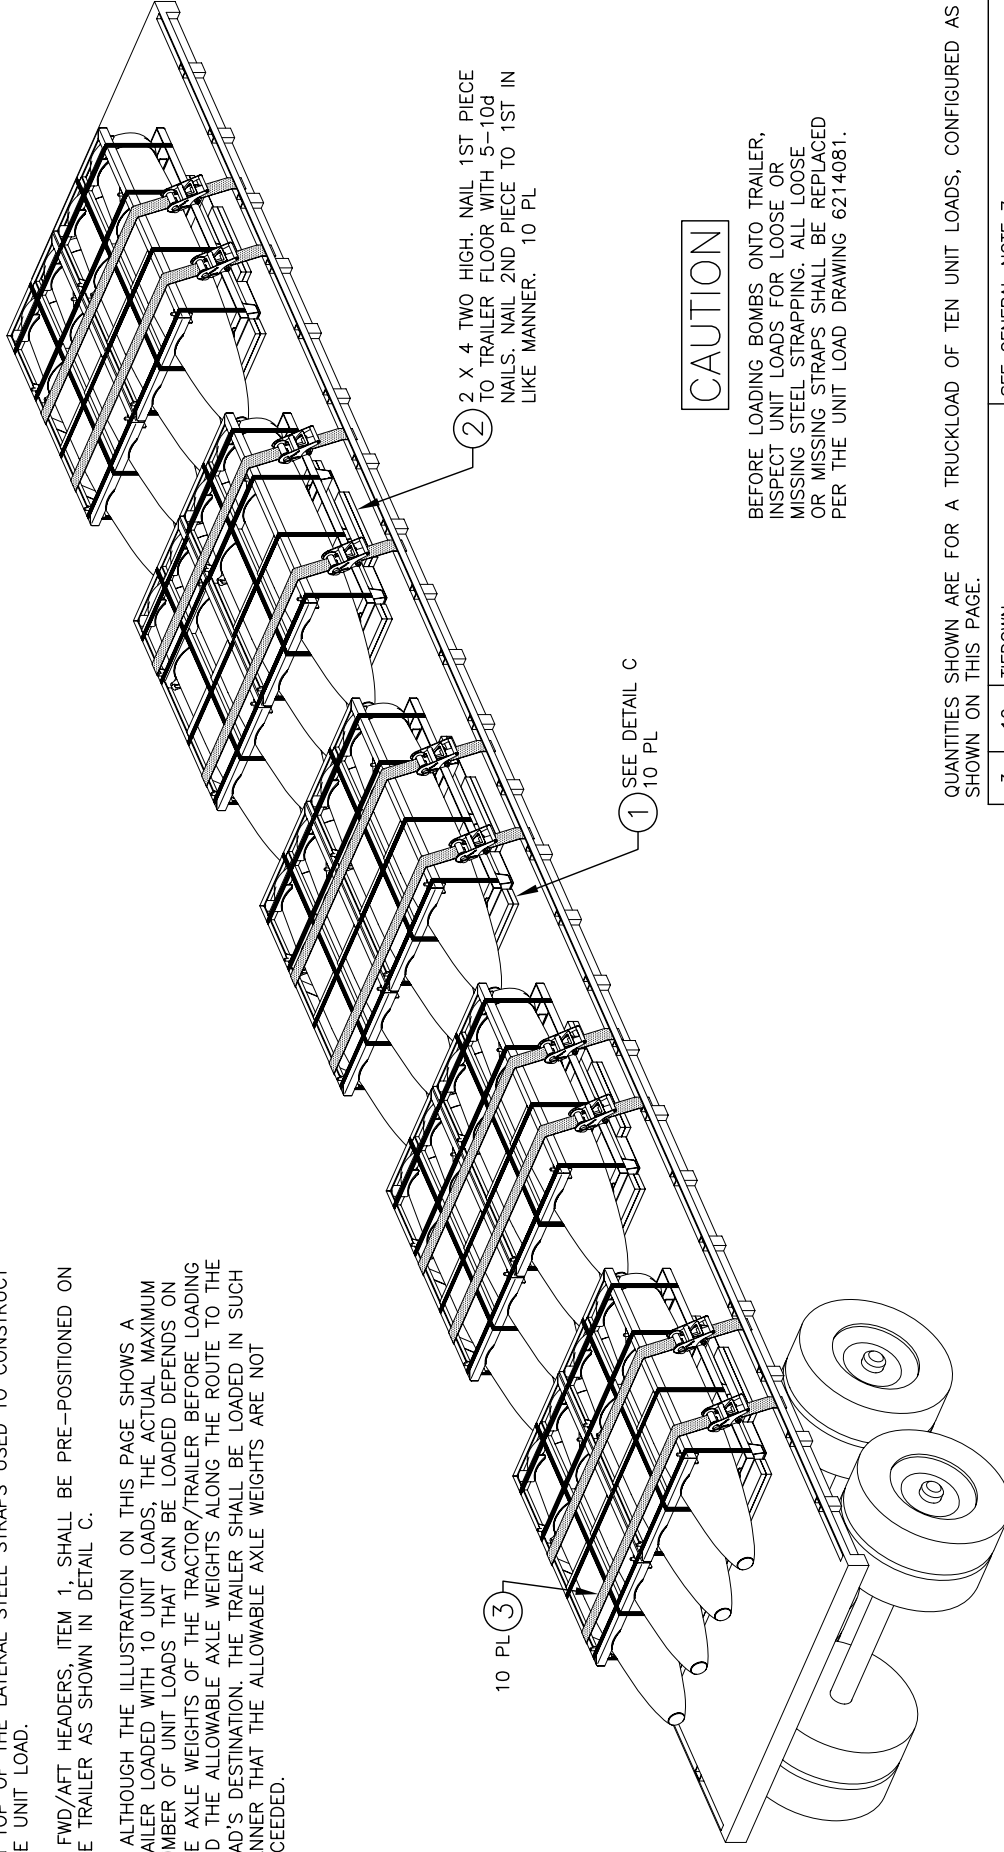 TOP OF THE LATERAL STEEL STRAPS USED TO CONSTRUCT
E UNIT LOAD.
FWD/AFT HEADERS, ITEM 1, SHALL BE PRE-POSITIONED ON
E TRAILER AS SHOWN IN DETAIL C.
ALTHOUGH THE ILLUSTRATION ON THIS PAGE SHOWS A
AILER LOADED WITH 10 UNIT LOADS, THE ACTUAL MAXIMUM
MBER OF UNIT LOADS THAT CAN BE LOADED DEPENDS ON
E AXLE WEIGHTS OF THE TRACTOR/TRAILER BEFORE LOADING
D THE ALLOWABLE AXLE WEIGHTS ALONG THE ROUTE TO THE
AD'S DESTINATION. THE TRAILER SHALL BE LOADED IN SUCH
NNER THAT THE ALLOWABLE AXLE WEIGHTS ARE NOT
CEEDED.
10 PL 3
2 2 X 4 TWO HIGH. NAIL 1ST PIECE
TO TRAILER FLOOR WITH 5-10d
NAILS. NAIL 2ND PIECE TO 1ST IN
LIKE MANNER. 10 PL
1 SEE DETAIL C
10 PL
CAUTION
BEFORE LOADING BOMBS ONTO TRAILER,
INSPECT UNIT LOADS FOR LOOSE OR
MISSING STEEL STRAPPING. ALL LOOSE
OR MISSING STRAPS SHALL BE REPLACED
PER THE UNIT LOAD DRAWING 6214081.
QUANTITIES SHOWN ARE FOR A TRUCKLOAD OF TEN UNIT LOADS, CONFIGURED AS
SHOWN ON THIS PAGE.
TIEDOWN SEE GENERAL NOTE 7